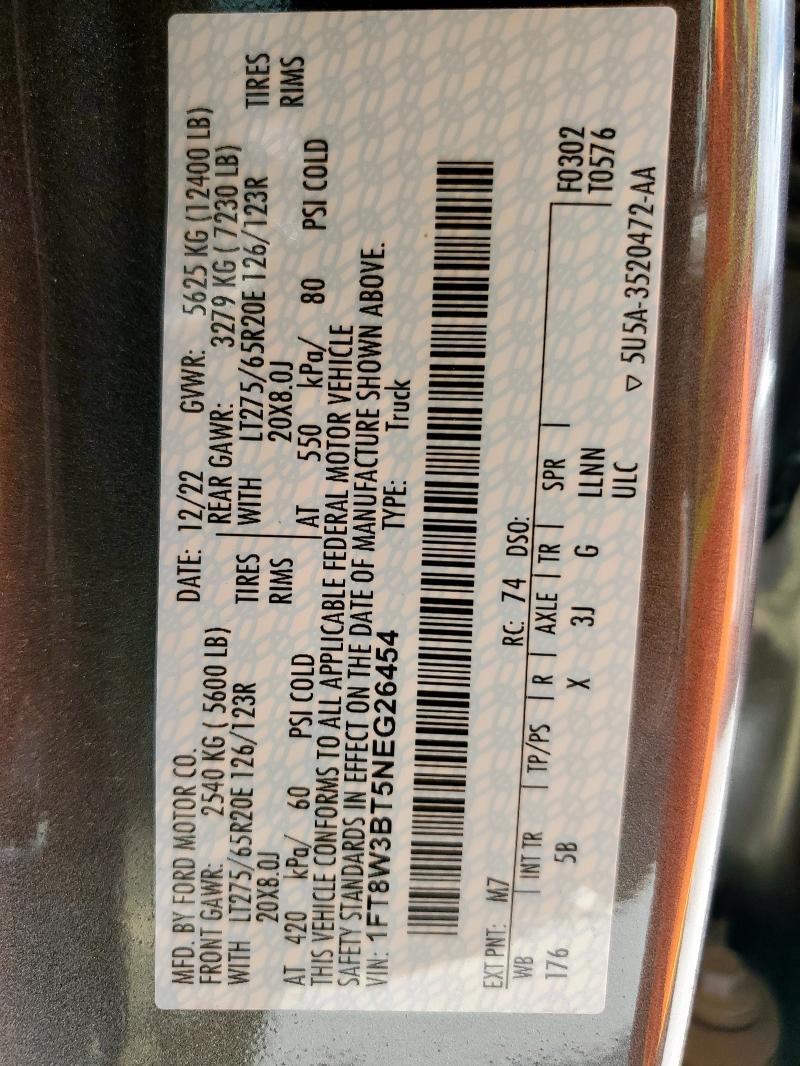 MFD. BY FORD MOTOR CO. DATE: 12/22 GVWR: 5625 KG (12400 LB)
FRONT GAWR: 2540 KG ( 5600 LB) REAR GAWR: 3279 KG ( 7230 LB)
WITH LT275/65R20E 126/123R TIRES WITH LT275/65R20E 126/123R TIRES
20X8.0J RIMS 20X8.0J RIMS
AT 420 kPa/ 60 PSI COLD AT 550 kPa/ 80 PSI COLD
THIS VEHICLE CONFORMS TO ALL APPLICABLE FEDERAL MOTOR VEHICLE
SAFETY STANDARDS IN EFFECT ON THE DATE OF MANUFACTURE SHOWN ABOVE.
VIN: 1FT8W3BT5NEG26454 TYPE: Truck
EXT PNT: M7 RC: 74 DSO:
WB INT TR TP/PS R AXLE TR SPR F0302
176 5B X 3J G LLNN T0576
ULC
▽ 5U5A-3520472-AA